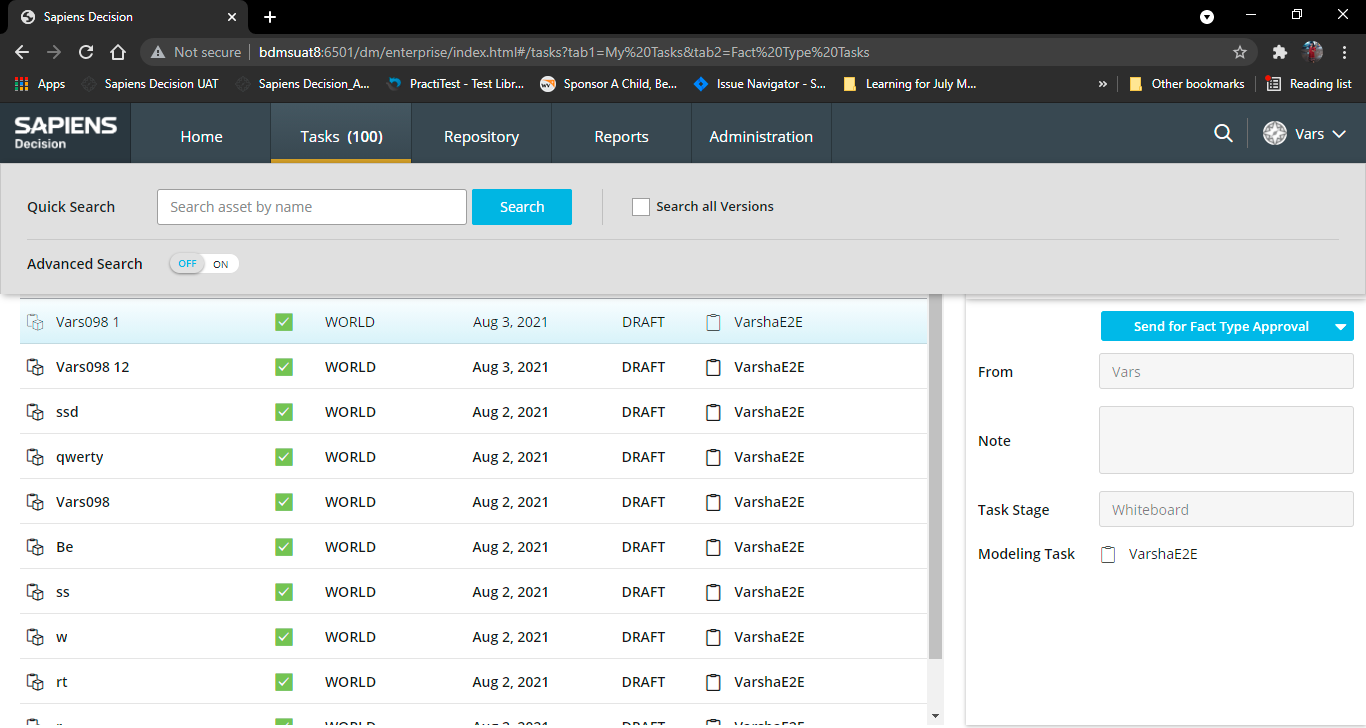 Sapiens Decision
Not secure bdmsuat8:6501/dm/enterprise/index.html#/tasks?tab1=My%20Tasks&tab2=Fact%20Type%20Tasks
Apps Sapiens Decision UAT Sapiens Decision_A... PractiTest - Test Libr... Sponsor A Child, Be... Issue Navigator - S... Learning for July M... » Other bookmarks Reading list
SAPIENS
Decision
Home Tasks (100) Repository Reports Administration Vars
Quick Search Search asset by name Search Search all Versions
Advanced Search OFF ON
Vars098 1 WORLD Aug 3, 2021 DRAFT VarshaE2E
Vars098 12 WORLD Aug 3, 2021 DRAFT VarshaE2E
ssd WORLD Aug 2, 2021 DRAFT VarshaE2E
qwerty WORLD Aug 2, 2021 DRAFT VarshaE2E
Vars098 WORLD Aug 2, 2021 DRAFT VarshaE2E
Be WORLD Aug 2, 2021 DRAFT VarshaE2E
ss WORLD Aug 2, 2021 DRAFT VarshaE2E
w WORLD Aug 2, 2021 DRAFT VarshaE2E
rt WORLD Aug 2, 2021 DRAFT VarshaE2E
WORLD Aug 2, 2021 DRAFT VarshaE2E
Send for Fact Type Approval
From Vars
Note
Task Stage Whiteboard
Modeling Task VarshaE2E